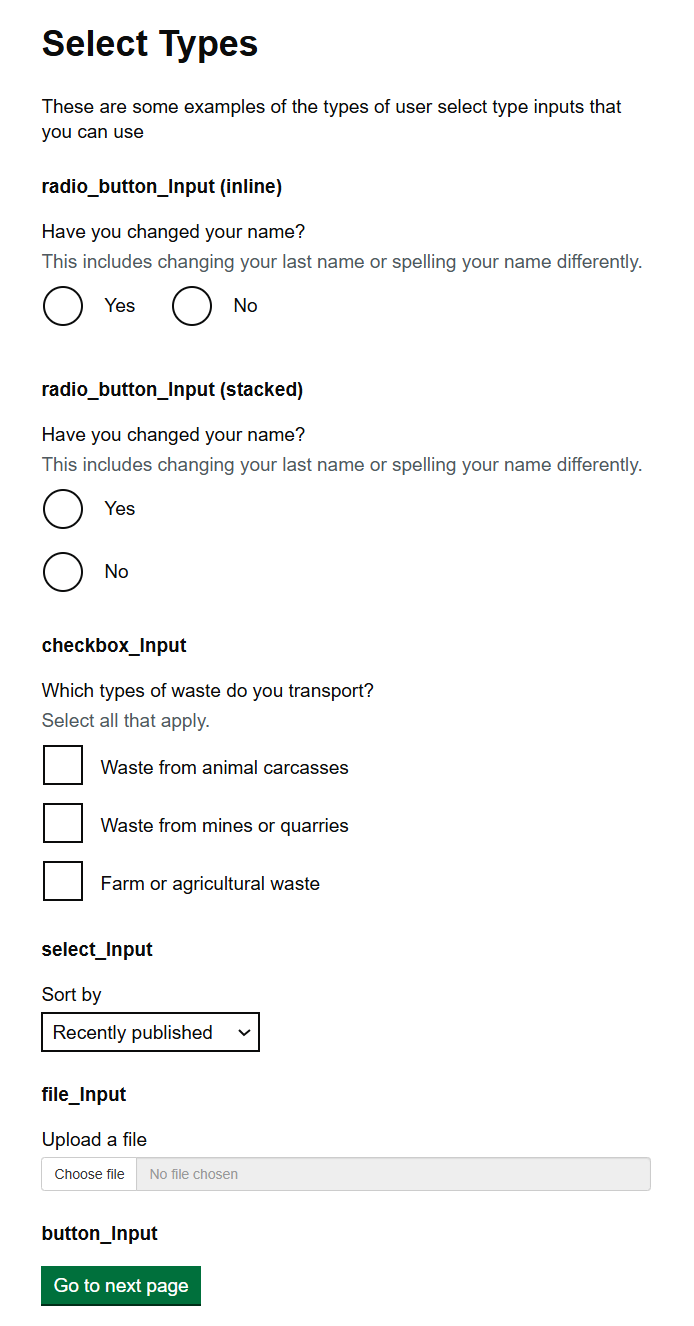 Select Types
These are some examples of the types of user select type inputs that
you can use
radio_button_Input (inline)
Have you changed your name?
This includes changing your last name or spelling your name differently.
Yes No
radio_button_Input (stacked)
Have you changed your name?
This includes changing your last name or spelling your name differently.
Yes
No
checkbox_Input
Which types of waste do you transport?
Select all that apply.
Waste from animal carcasses
Waste from mines or quarries
Farm or agricultural waste
select_Input
Sort by
Recently published
file_Input
Upload a file
Choose file No file chosen
button_Input
Go to next page